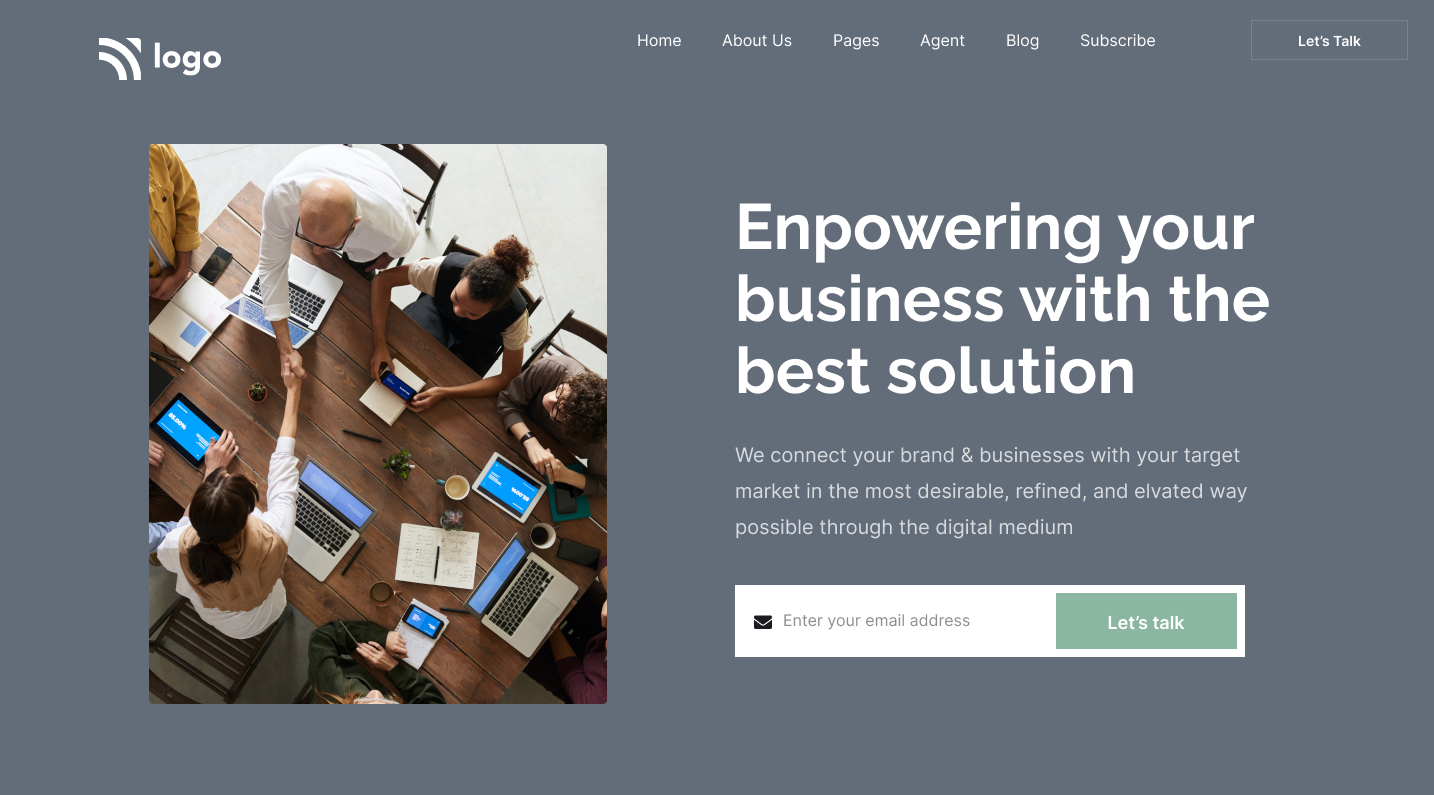 logo
Home About Us Pages Agent Blog Subscribe Let's Talk
Enpowering your
business with the
best solution
We connect your brand & businesses with your target
market in the most desirable, refined, and elvated way
possible through the digital medium
Enter your email address Let's talk